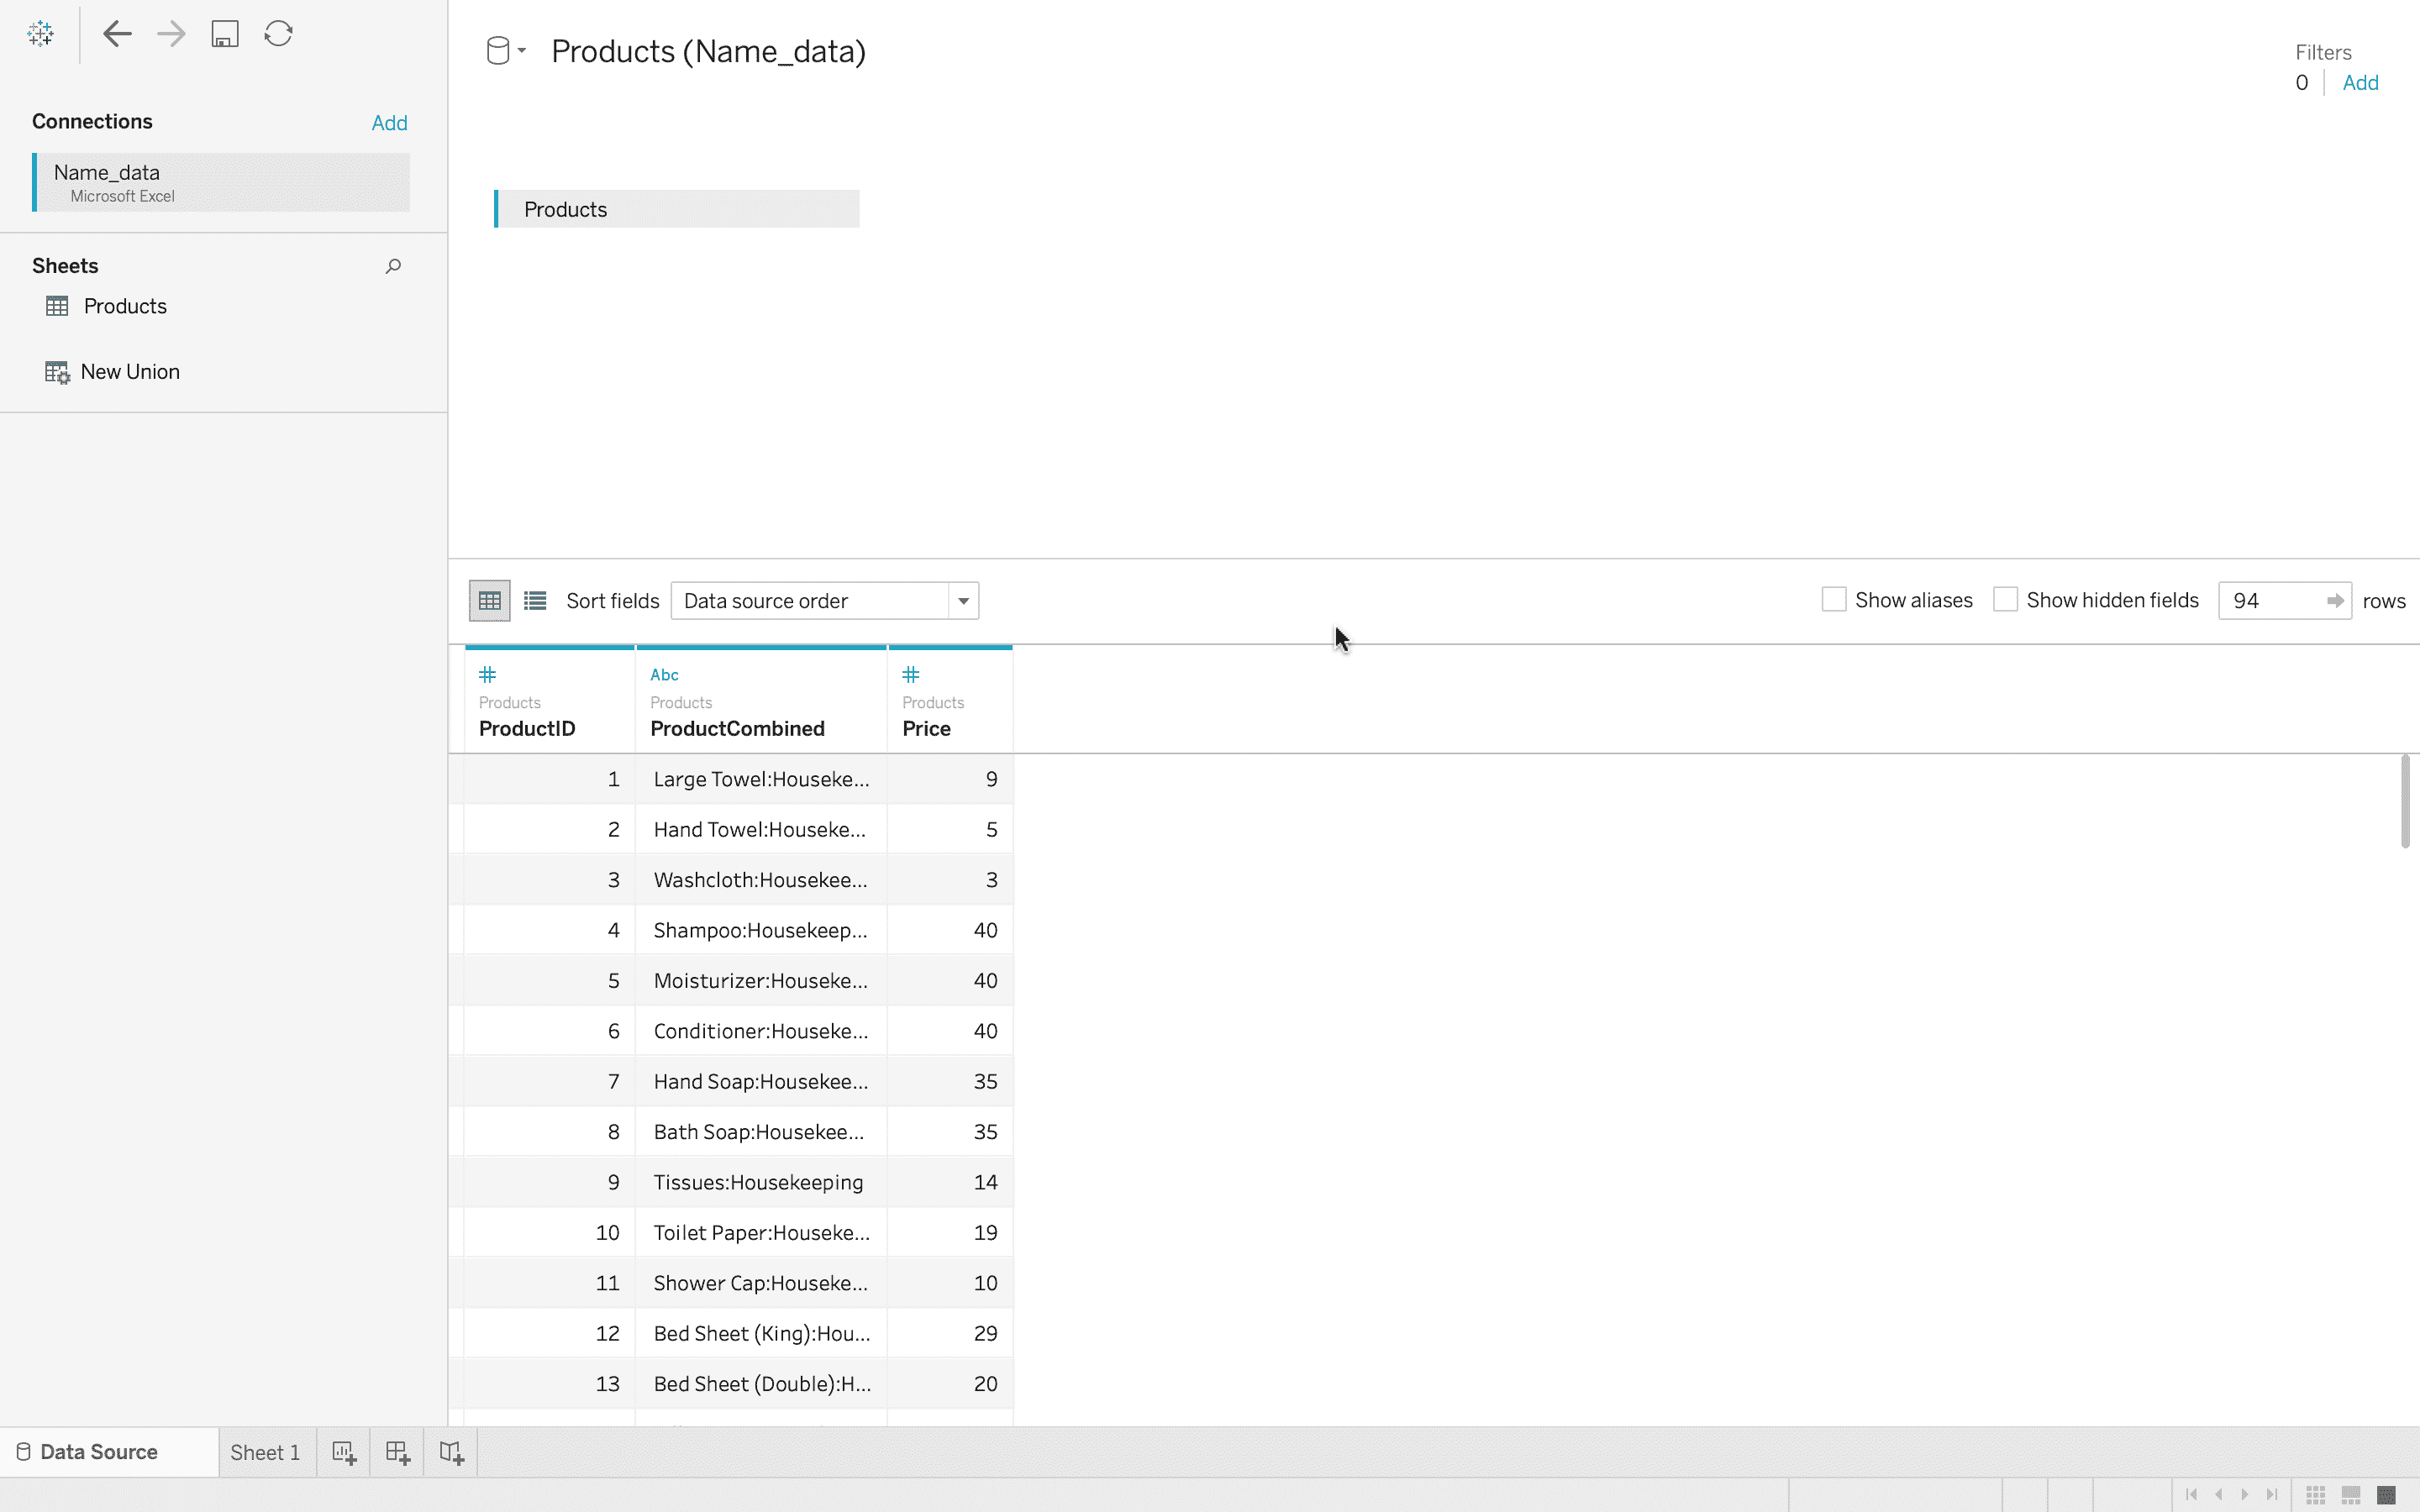 Products (Name_data)
Filters
0 Add
Connections Add
Name_data
Microsoft Excel
Products
Sheets
Products
New Union
Sort fields Data source order Show aliases Show hidden fields 94 rows
Abc
Products Products Products
ProductID ProductCombined Price
1 Large Towel:Houseke... 9
2 Hand Towel:Houseke... 5
3 Washcloth:Housekee... 3
4 Shampoo:Housekeep... 40
5 Moisturizer:Houseke... 40
6 Conditioner:Houseke... 40
7 Hand Soap:Housekee... 35
8 Bath Soap:Housekee... 35
9 Tissues:Housekeeping 14
10 Toilet Paper:Houseke... 19
11 Shower Cap:Houseke... 10
12 Bed Sheet (King):Hou... 29
13 Bed Sheet (Double):H... 20
Data Source Sheet 1